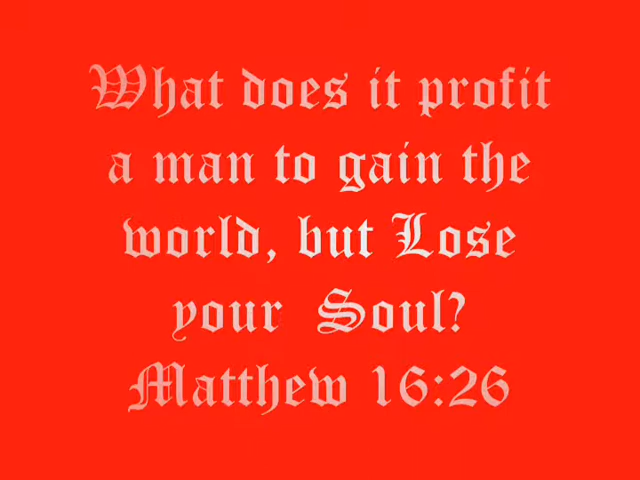 What does it profit
a man to gain the
world, but Lose
your Soul?
Matthew 16:26